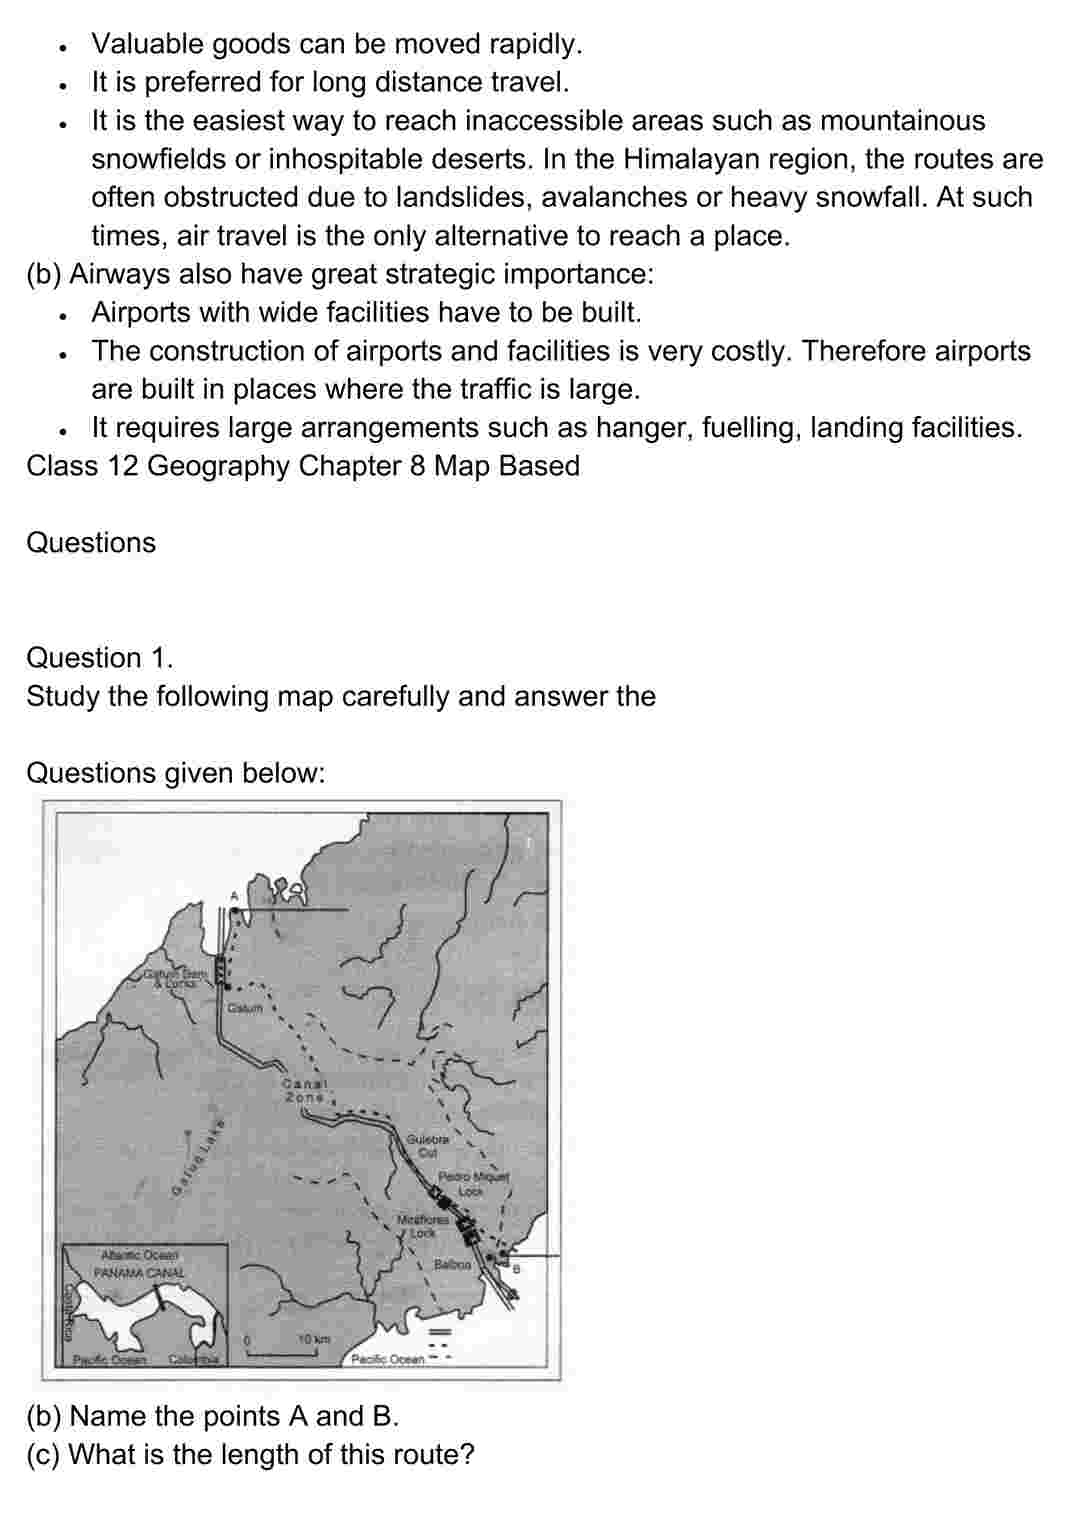 • Valuable goods can be moved rapidly.
• It is preferred for long distance travel.
• It is the easiest way to reach inaccessible areas such as mountainous
snowfields or inhospitable deserts. In the Himalayan region, the routes are
often obstructed due to landslides, avalanches or heavy snowfall. At such
times, air travel is the only alternative to reach a place.
(b) Airways also have great strategic importance:
• Airports with wide facilities have to be built.
• The construction of airports and facilities is very costly. Therefore airports
are built in places where the traffic is large.
• It requires large arrangements such as hanger, fuelling, landing facilities.
Class 12 Geography Chapter 8 Map Based
Questions
Question 1.
Study the following map carefully and answer the
Questions given below:
A
Gatum Dam
& Locks
Gatum
Canal
Zone
Gulebra
Cut
Gatun Lake
Pedro Miguel
Lock
Miraflores
Lock
Balboa
B
Atlantic Ocean
PANAMA CANAL
Costa Rica
Pacific Ocean
Colombia
0 10 km
Pacific Ocean
(b) Name the points A and B.
(c) What is the length of this route?